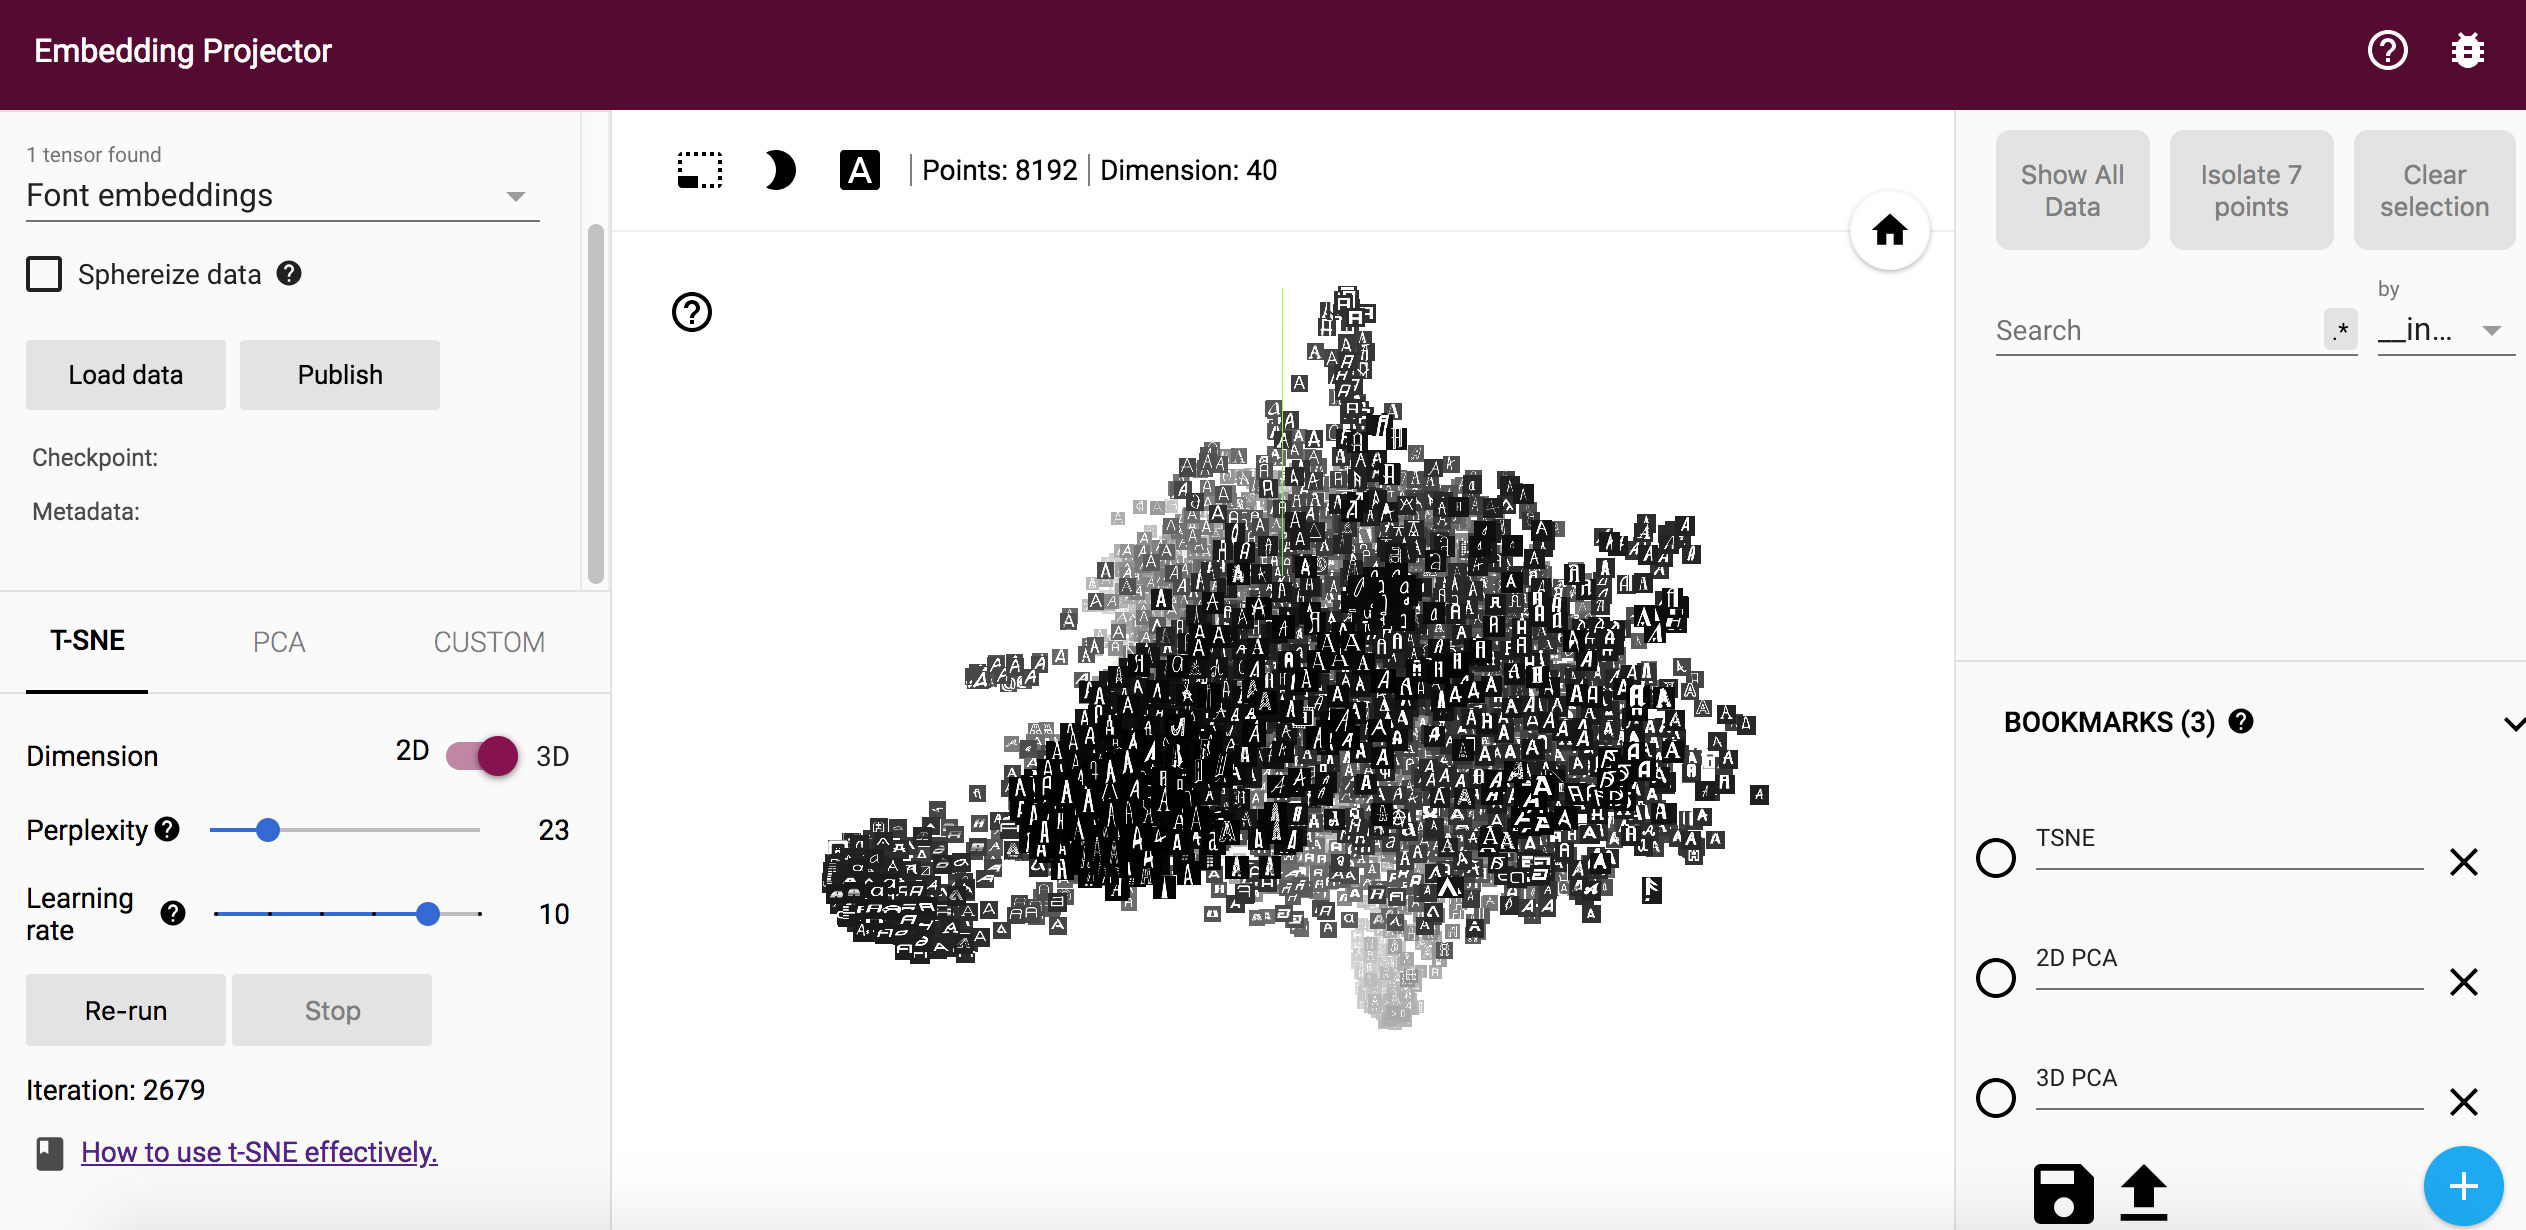 Embedding Projector
1 tensor found
Font embeddings
Sphereize data
Load data
Publish
Checkpoint:
Metadata:
T-SNE
PCA
CUSTOM
Dimension
2D
3D
Perplexity
23
Learning
rate
10
Re-run
Stop
Iteration: 2679
How to use t-SNE effectively.
A
Points: 8192
Dimension: 40
Show All
Data
Isolate 7
points
Clear
selection
by
Search
.*
__in...
BOOKMARKS (3)
TSNE
2D PCA
3D PCA